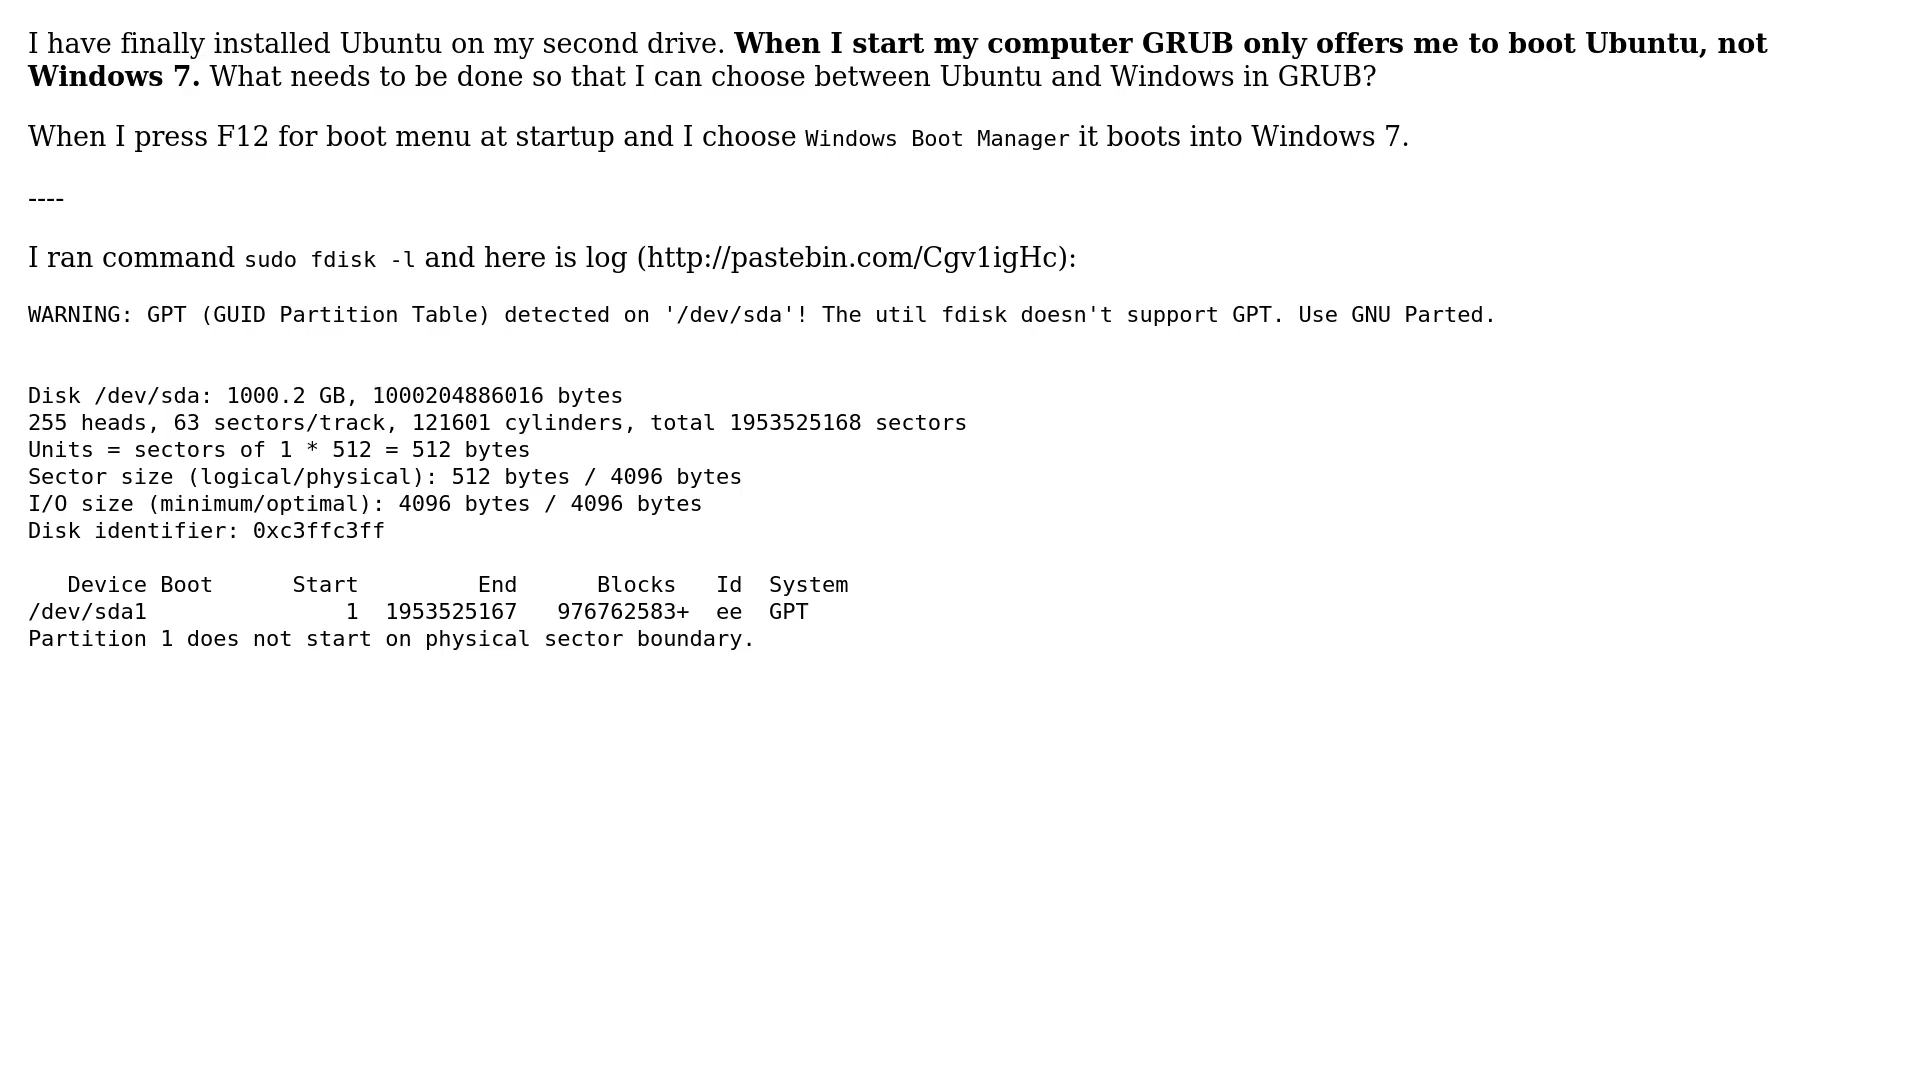 I have finally installed Ubuntu on my second drive. When I start my computer GRUB only offers me to boot Ubuntu, not
Windows 7. What needs to be done so that I can choose between Ubuntu and Windows in GRUB?
When I press F12 for boot menu at startup and I choose Windows Boot Manager it boots into Windows 7.
----
I ran command sudo fdisk -l and here is log (http://pastebin.com/Cgv1igHc):
WARNING: GPT (GUID Partition Table) detected on '/dev/sda'! The util fdisk doesn't support GPT. Use GNU Parted.
Disk /dev/sda: 1000.2 GB, 1000204886016 bytes
255 heads, 63 sectors/track, 121601 cylinders, total 1953525168 sectors
Units = sectors of 1 * 512 = 512 bytes
Sector size (logical/physical): 512 bytes / 4096 bytes
I/O size (minimum/optimal): 4096 bytes / 4096 bytes
Disk identifier: 0xc3ffc3ff
   Device Boot      Start         End      Blocks   Id  System
/dev/sda1               1  1953525167   976762583+  ee  GPT
Partition 1 does not start on physical sector boundary.